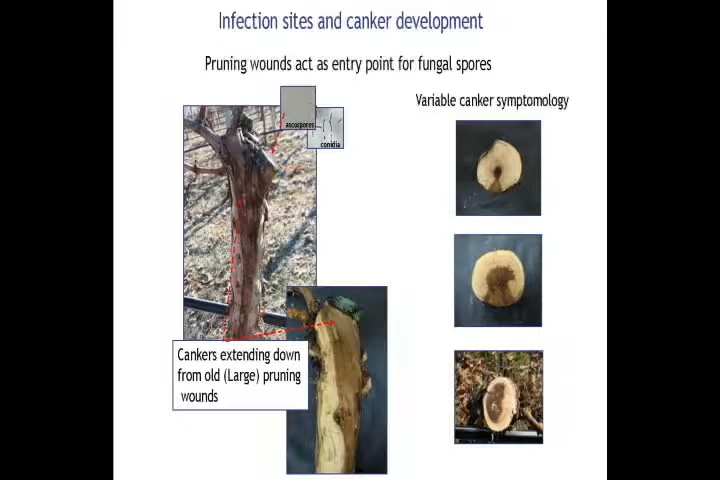 Infection sites and canker development
Pruning wounds act as entry point for fungal spores
Variable canker symptomology
ascospores
conidia
Cankers extending down
from old (Large) pruning
wounds